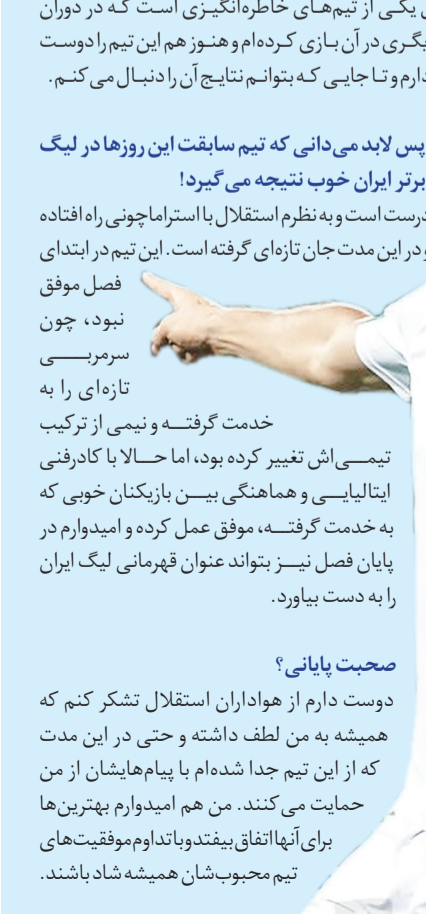 یکی از تیم‌های خاطره‌انگیزی است که در دوران
بگری در آن بازی کرده‌ام و هنوز هم این تیم را دوست
دارم و تا جایی که بتوانم نتایج آن را دنبال می‌کنم.
پس لابد می‌دانی که تیم سابقت این روزها در لیگ
برتر ایران خوب نتیجه می‌گیرد!
درست است و به نظرم استقلال با استراماچونی راه افتاده
و در این مدت جان تازه‌ای گرفته است. این تیم در ابتدای
فصل موفق
نبود، چون
سرمربی
تازه‌ای را به
خدمت گرفته و نیمی از ترکیب
تیمی‌اش تغییر کرده بود، اما حالا با کادرفنی
ایتالیایی و هماهنگی بین بازیکنان خوبی که
به خدمت گرفته، موفق عمل کرده و امیدوارم در
پایان فصل نیز بتواند عنوان قهرمانی لیگ ایران
را به دست بیاورد.
صحبت پایانی؟
دوست دارم از هواداران استقلال تشکر کنم که
همیشه به من لطف داشته و حتی در این مدت
که از این تیم جدا شده‌ام با پیام‌هایشان از من
حمایت می‌کنند. من هم امیدوارم بهترین‌ها
برای آنها اتفاق بیفتد و با تداوم موفقیت‌های
تیم محبوب‌شان همیشه شاد باشند.